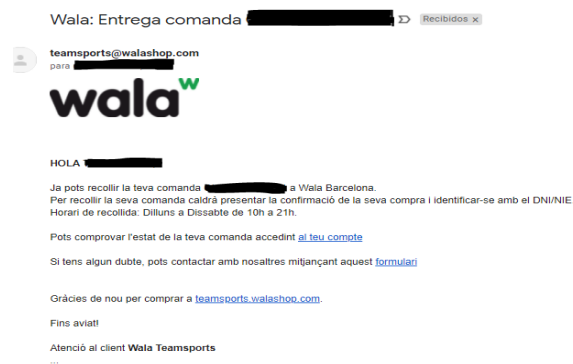 Wala: Entrega comanda
Recibidos x
teamsports@walashop.com
para
wala w
HOLA
Ja pots recollir la teva comanda a Wala Barcelona.
Per recollir la seva comanda caldrà presentar la confirmació de la seva compra i identificar-se amb el DNI/NIE
Horari de recollida: Dilluns a Dissabte de 10h a 21h.
Pots comprovar l'estat de la teva comanda accedint al teu compte
Si tens algun dubte, pots contactar amb nosaltres mitjançant aquest formulari
Gràcies de nou per comprar a teamsports.walashop.com.
Fins aviat!
Atenció al client Wala Teamsports
...